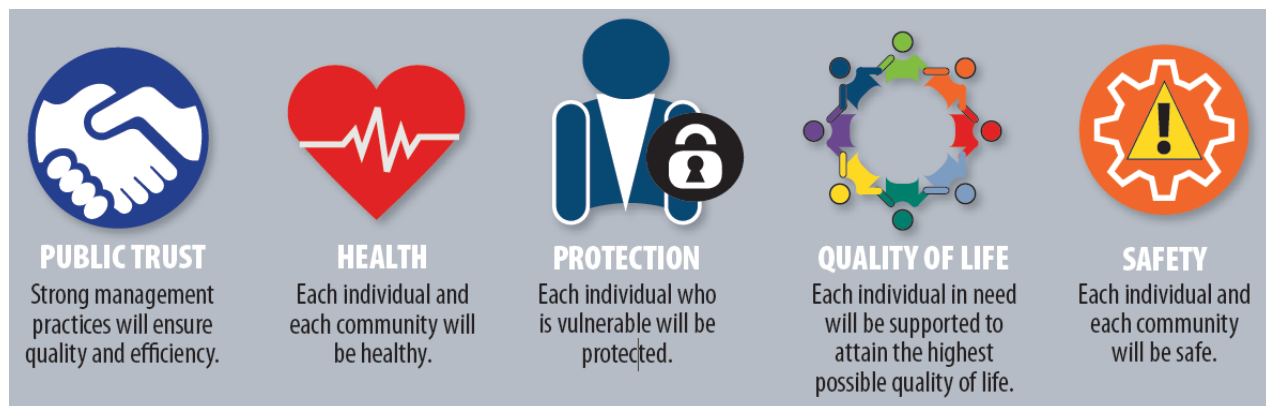 PUBLIC TRUST
Strong management
practices will ensure
quality and efficiency.
HEALTH
Each individual and
each community will
be healthy.
PROTECTION
Each individual who
is vulnerable will be
protected.
QUALITY OF LIFE
Each individual in need
will be supported to
attain the highest
possible quality of life.
SAFETY
Each individual and
each community
will be safe.